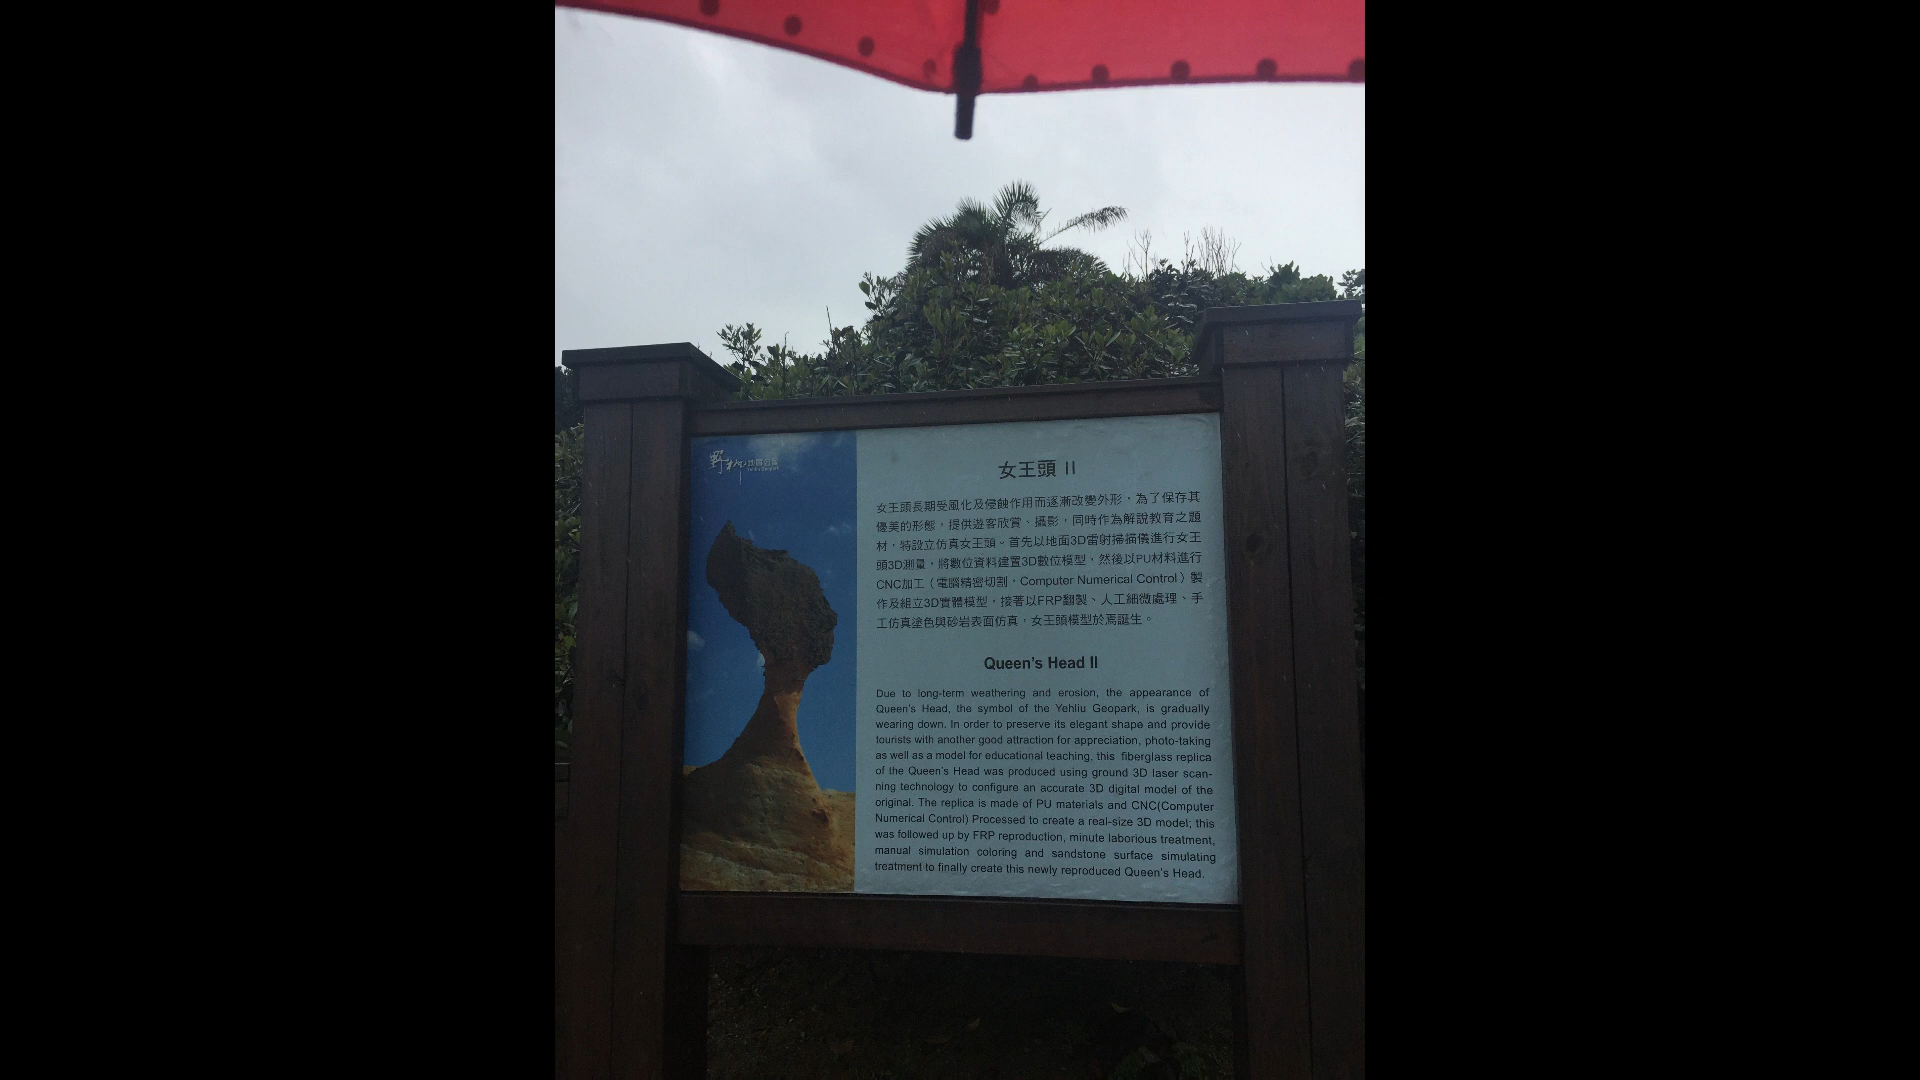 野柳地質公園
Yehliu Geopark
女王頭 II
女王頭長期受風化及侵蝕作用而逐漸改變外形，為了保存其
優美的形態，提供遊客欣賞、攝影，同時作為解說教育之題
材，特設立仿真女王頭。首先以地面3D雷射掃描儀進行女王
頭3D測量，將數位資料建置3D數位模型，然後以PU材料進行
CNC加工（電腦精密切割，Computer Numerical Control）製
作及組立3D實體模型，接著以FRP翻製、人工細微處理、手
工仿真塗色與砂岩表面仿真，女王頭模型於焉誕生。
Queen's Head II
Due to long-term weathering and erosion, the appearance of
Queen's Head, the symbol of the Yehliu Geopark, is gradually
wearing down. In order to preserve its elegant shape and provide
tourists with another good attraction for appreciation, photo-taking
as well as a model for educational teaching, this fiberglass replica
of the Queen's Head was produced using ground 3D laser scan-
ning technology to configure an accurate 3D digital model of the
original. The replica is made of PU materials and CNC(Computer
Numerical Control) Processed to create a real-size 3D model; this
was followed up by FRP reproduction, minute laborious treatment,
manual simulation coloring and sandstone surface simulating
treatment to finally create this newly reproduced Queen's Head.